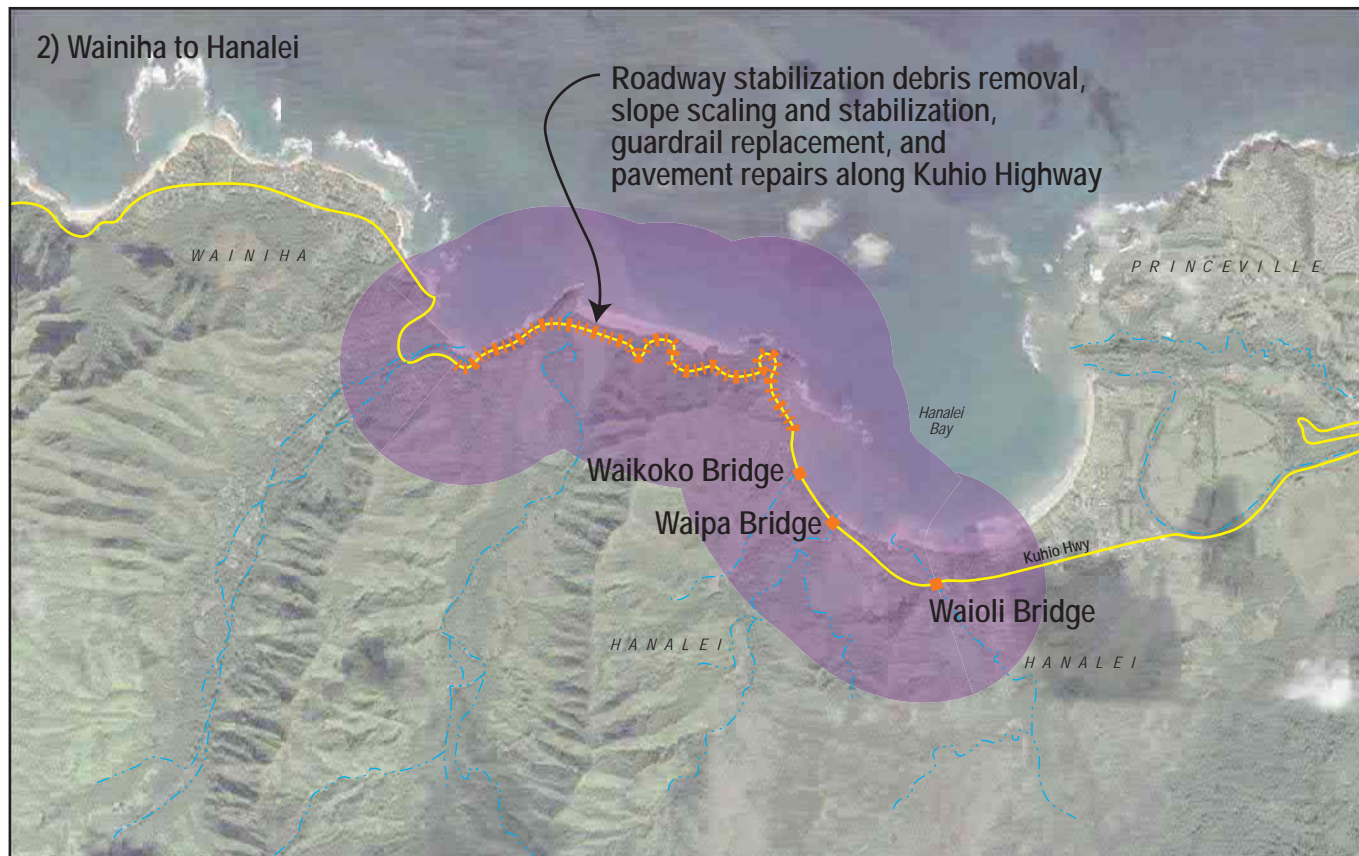 2) Wainiha to Hanalei
Roadway stabilization debris removal,
slope scaling and stabilization,
guardrail replacement, and
pavement repairs along Kuhio Highway
WAINIHA
PRINCEVILLE
Hanalei
Bay
Waikoko Bridge
Waipa Bridge
Kuhio Hwy
Waioli Bridge
HANALEI
HANALEI